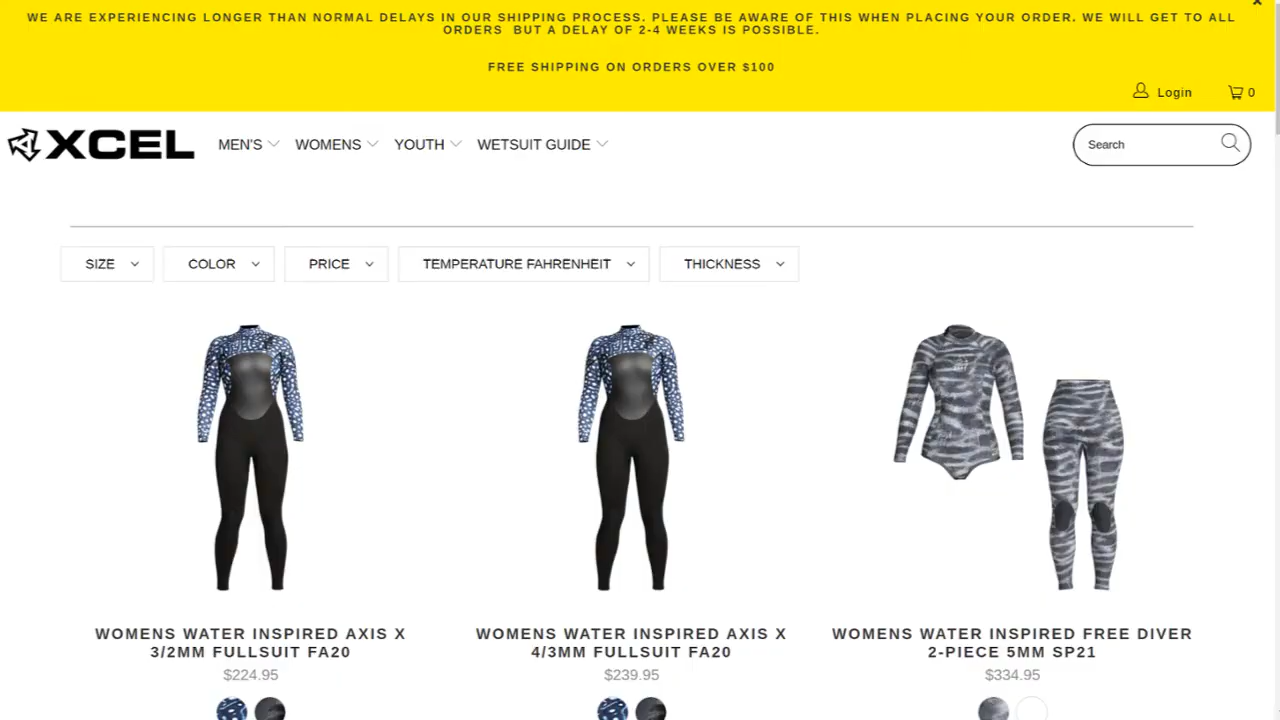 WE ARE EXPERIENCING LONGER THAN NORMAL DELAYS IN OUR SHIPPING PROCESS. PLEASE BE AWARE OF THIS WHEN PLACING YOUR ORDER. WE WILL GET TO ALL
ORDERS BUT A DELAY OF 2-4 WEEKS IS POSSIBLE.
FREE SHIPPING ON ORDERS OVER $100
Login 0
XCEL MEN'S WOMENS YOUTH WETSUIT GUIDE Search
SIZE COLOR PRICE TEMPERATURE FAHRENHEIT THICKNESS
WOMENS WATER INSPIRED AXIS X
3/2MM FULLSUIT FA20
$224.95
WOMENS WATER INSPIRED AXIS X
4/3MM FULLSUIT FA20
$239.95
WOMENS WATER INSPIRED FREE DIVER
2-PIECE 5MM SP21
$334.95